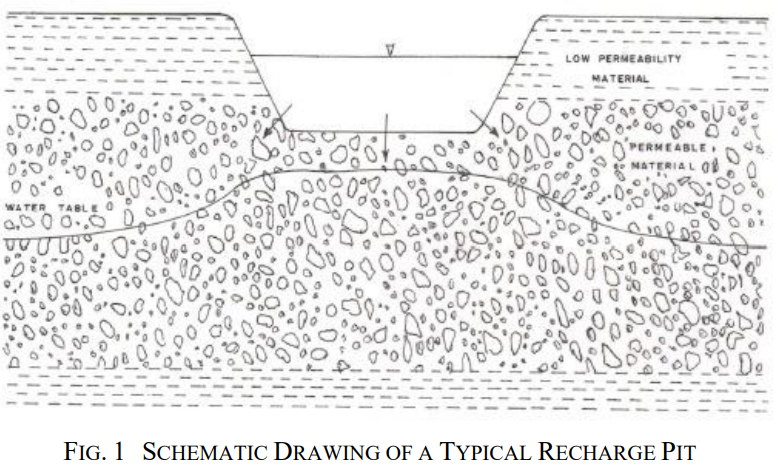 LOW PERMEABILITY
MATERIAL
PERMEABLE
MATERIAL
WATER TABLE
FIG. 1 SCHEMATIC DRAWING OF A TYPICAL RECHARGE PIT